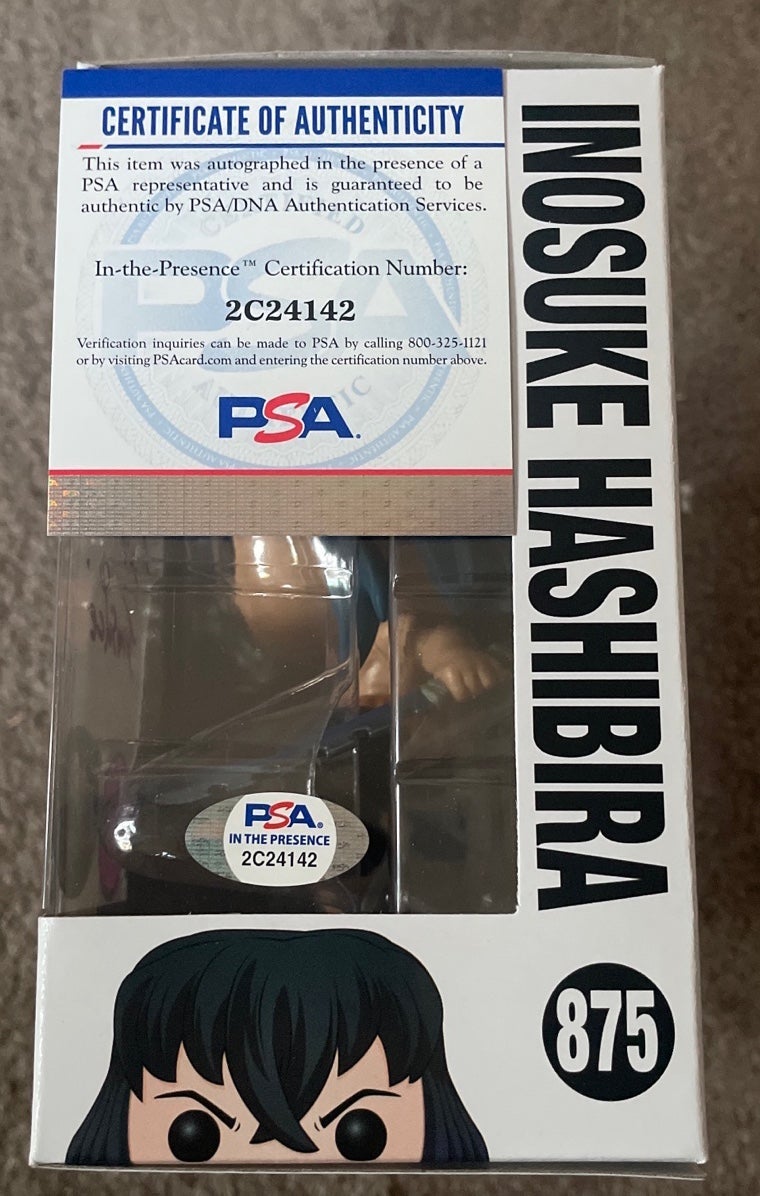 CERTIFICATE OF AUTHENTICITY
This item was autographed in the presence of a
PSA representative and is guaranteed to be
authentic by PSA/DNA Authentication Services.
In-the-Presence™ Certification Number:
2C24142
Verification inquiries can be made to PSA by calling 800-325-1121
or by visiting PSAcard.com and entering the certification number above.
PSA.
INOSUKE HASHIBIRA
PSA.
IN THE PRESENCE
2C24142
875